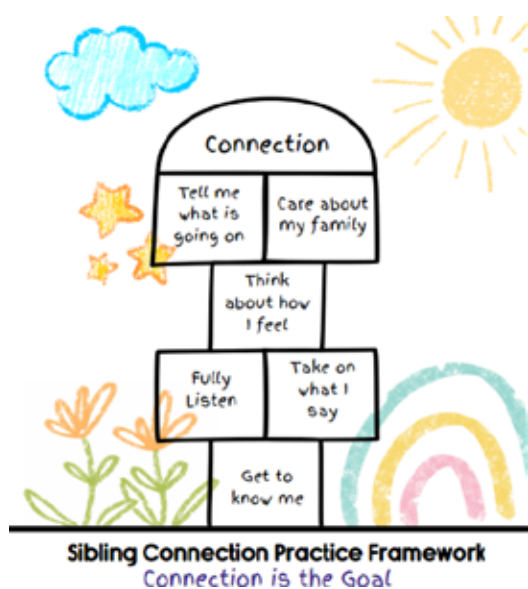 Connection
Tell me
what is
going on
Care about
my family
Think
about how
I feel
Fully
Listen
Take on
what I
say
Get to
know me
Sibling Connection Practice Framework
Connection is the Goal